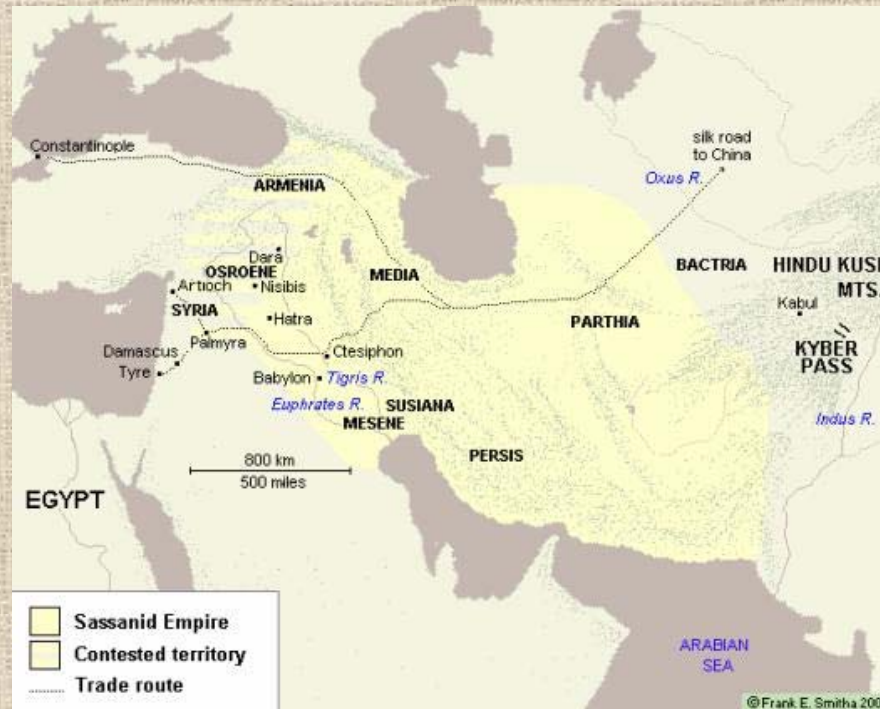 Constantinople
silk road
to China
Oxus R.
ARMENIA
Dara
OSROENE
MEDIA
BACTRIA
HINDU KUSH
MTS.
Artioch
Nisibis
Kabul
SYRIA
Hatra
PARTHIA
Palmyra
KYBER
PASS
Damascus
Ctesiphon
Tyre
Babylon
Tigris R.
Euphrates R.
SUSIANA
Indus R.
MESENE
PERSIS
800 km
500 miles
EGYPT
Sassanid Empire
Contested territory
Trade route
ARABIAN
SEA
©Frank E. Smitha 200